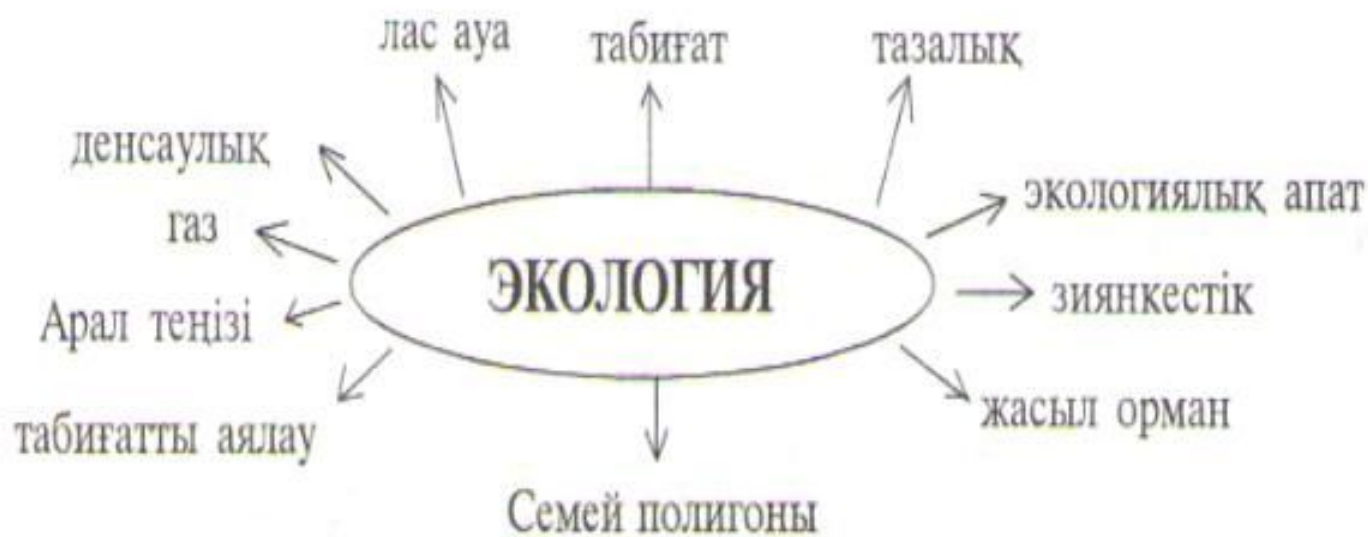 лас ауа
табиғат
тазалық
денсаулық
экологиялық апат
газ
ЭКОЛОГИЯ
зиянкестік
Арал теңізі
жасыл орман
табиғатты аялау
Семей полигоны